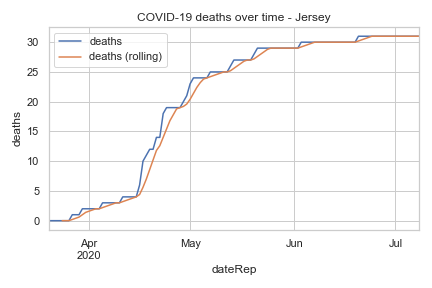 COVID-19 deaths over time - Jersey
deaths
deaths (rolling)
deaths
30
25
20
15
10
5
0
Apr
2020
May
Jun
Jul
dateRep